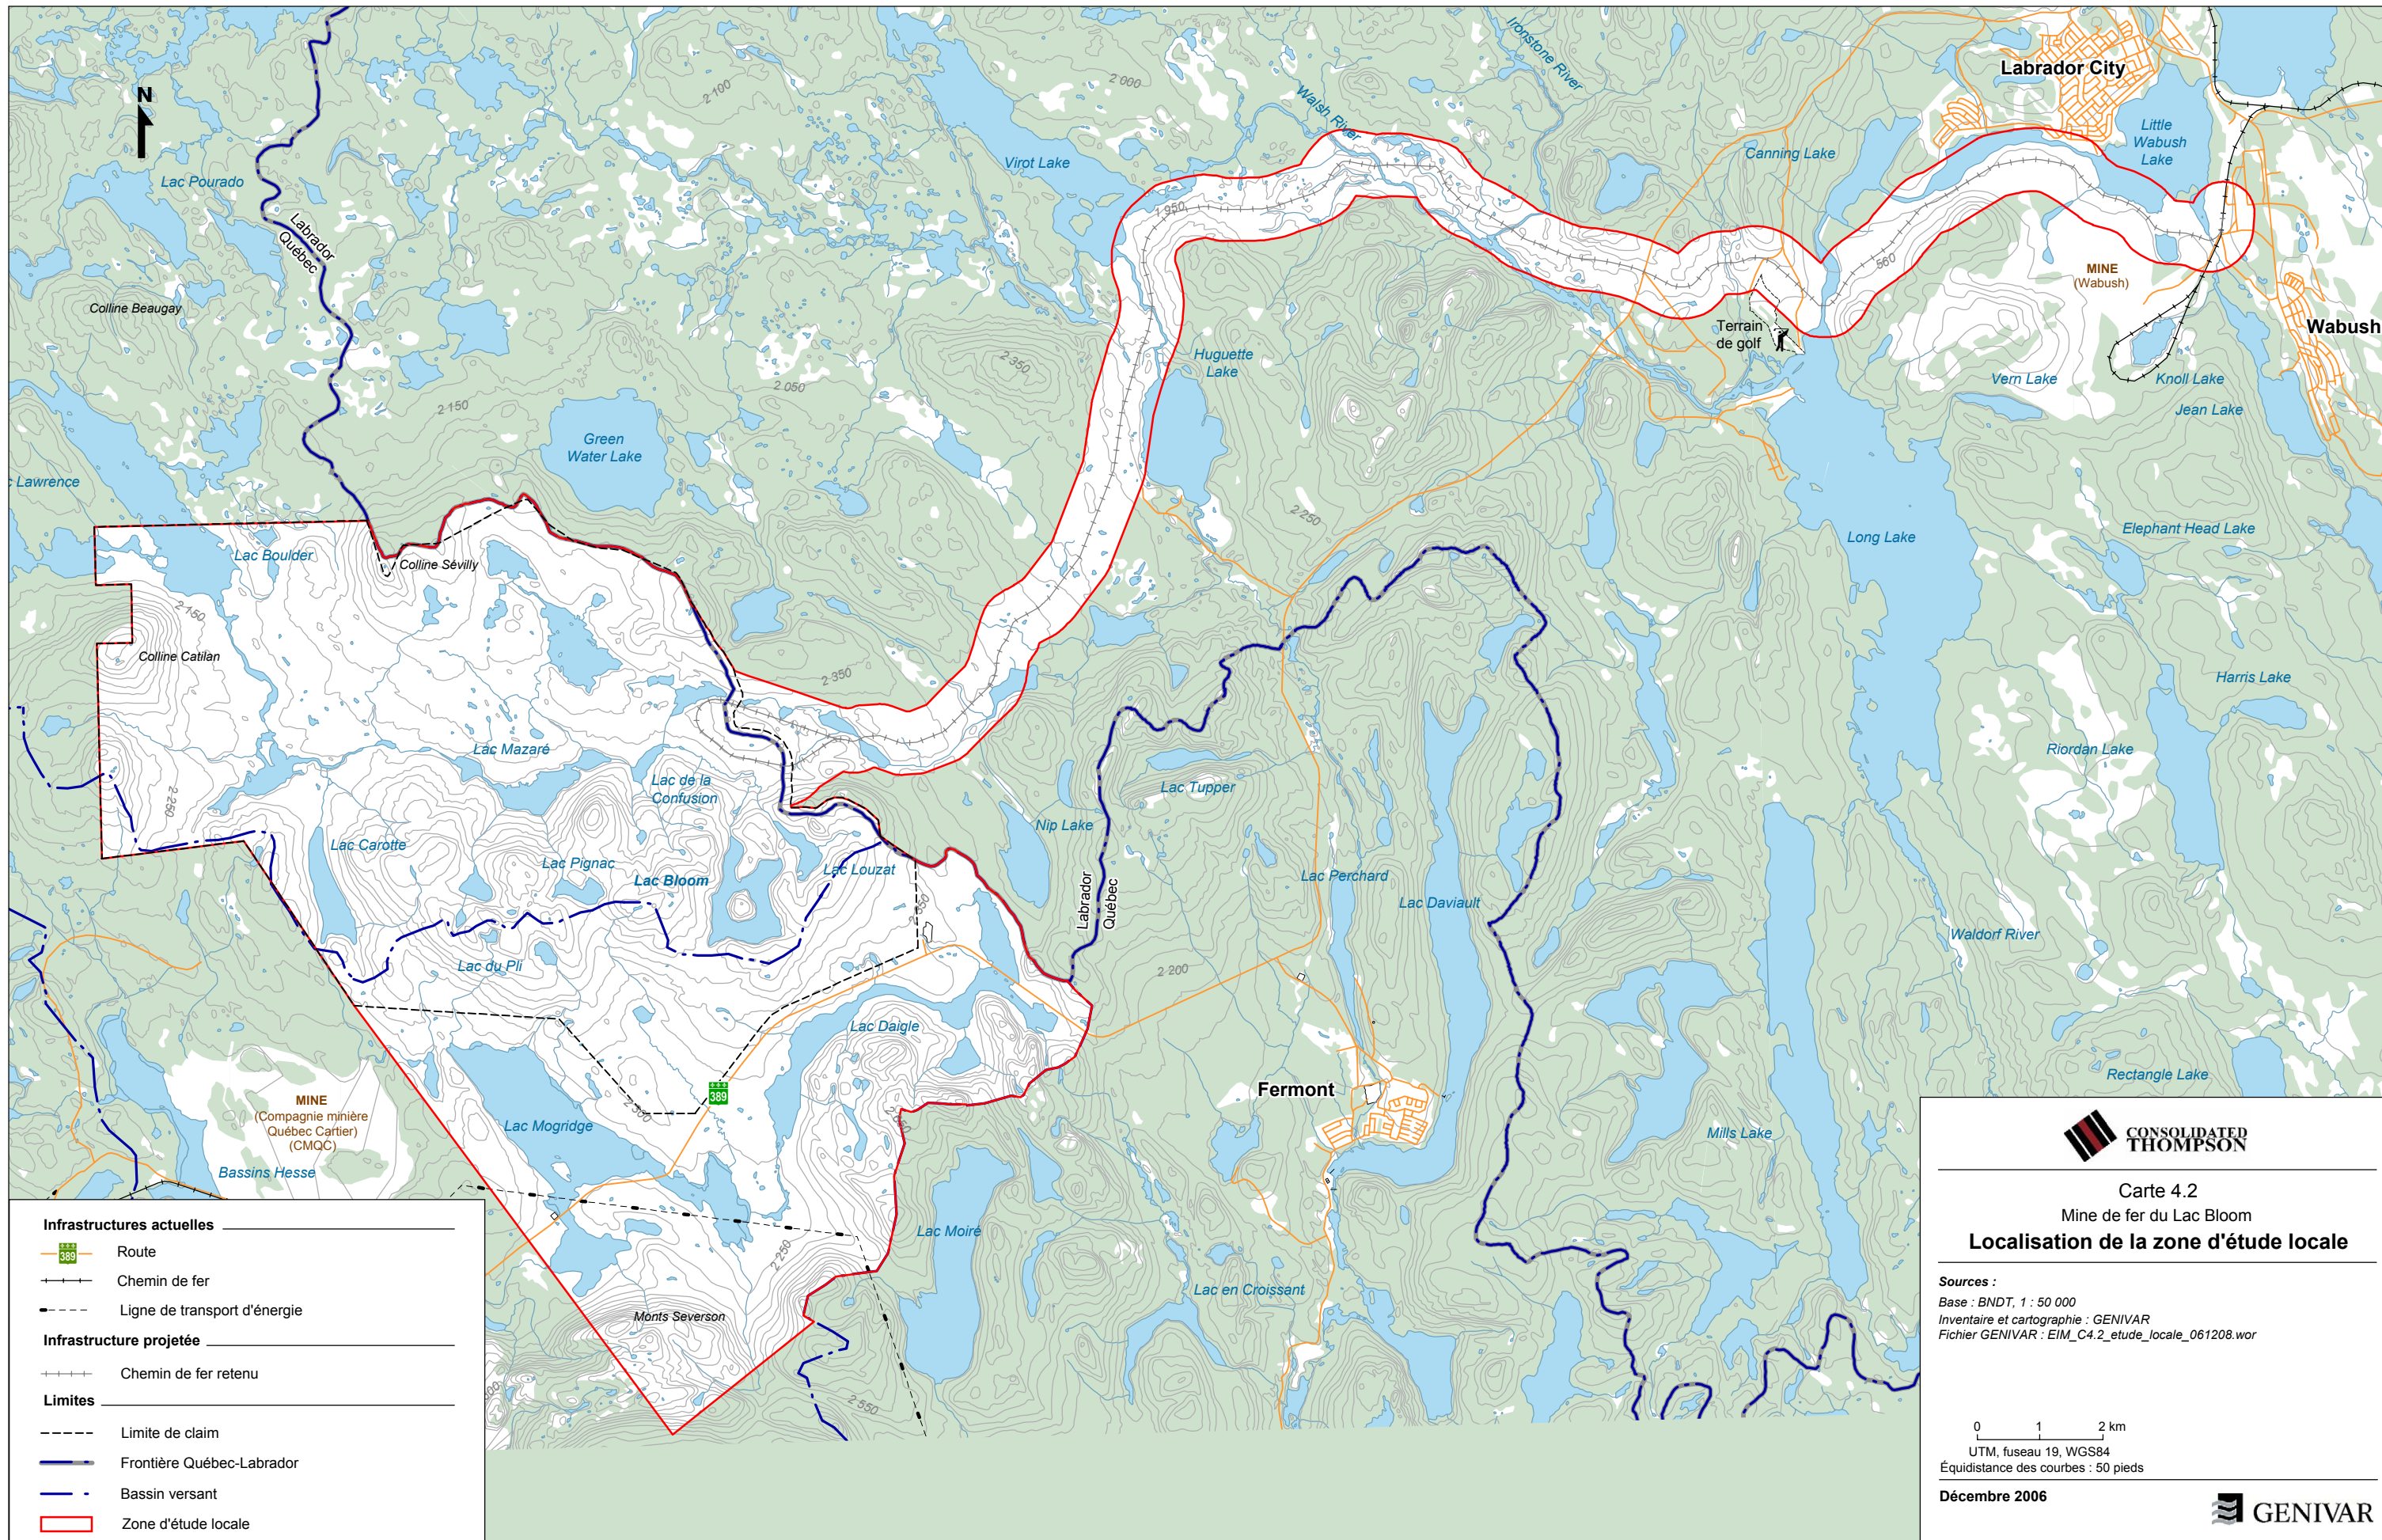 N
Labrador City
Ironstone River
Walsh River
2 000
2 100
Little
Wabush
Lake
Canning Lake
Virot Lake
Lac Pourado
Labrador
Québec
1 950
560
MINE
(Wabush)
Colline Beaugay
Terrain
de golf
Wabush
Huguette
Lake
2 350
2 050
2 150
Vern Lake
Knoll Lake
Jean Lake
Green
Water Lake
c Lawrence
2 250
Elephant Head Lake
Long Lake
Lac Boulder
Colline Sévilly
2 150
Colline Catilan
2 350
Harris Lake
Lac Mazaré
Riordan Lake
Lac de la
Confusion
2 250
Lac Tupper
Nip Lake
Lac Carotte
Lac Pignac
Lac Louzat
Lac Bloom
Lac Perchard
Labrador
Québec
Lac Daviault
Waldorf River
Lac du Pli
2 200
Lac Daigle
Rectangle Lake
Fermont
389
MINE
(Compagnie minière
Québec Cartier)
(CMQC)
Lac Mogridge
Mills Lake
Bassins Hesse
Lac Moiré
2 250
Lac en Croissant
Monts Severson
2 550
Infrastructures actuelles
389
Route
Chemin de fer
Ligne de transport d'énergie
Infrastructure projetée
Chemin de fer retenu
Limites
Limite de claim
Frontière Québec-Labrador
Bassin versant
Zone d'étude locale
CONSOLIDATED
THOMPSON
Carte 4.2
Mine de fer du Lac Bloom
Localisation de la zone d'étude locale
Sources :
Base : BNDT, 1 : 50 000
Inventaire et cartographie : GENIVAR
Fichier GENIVAR : EIM_C4.2_etude_locale_061208.wor
0 1 2 km
UTM, fuseau 19, WGS84
Équidistance des courbes : 50 pieds
Décembre 2006
GENIVAR